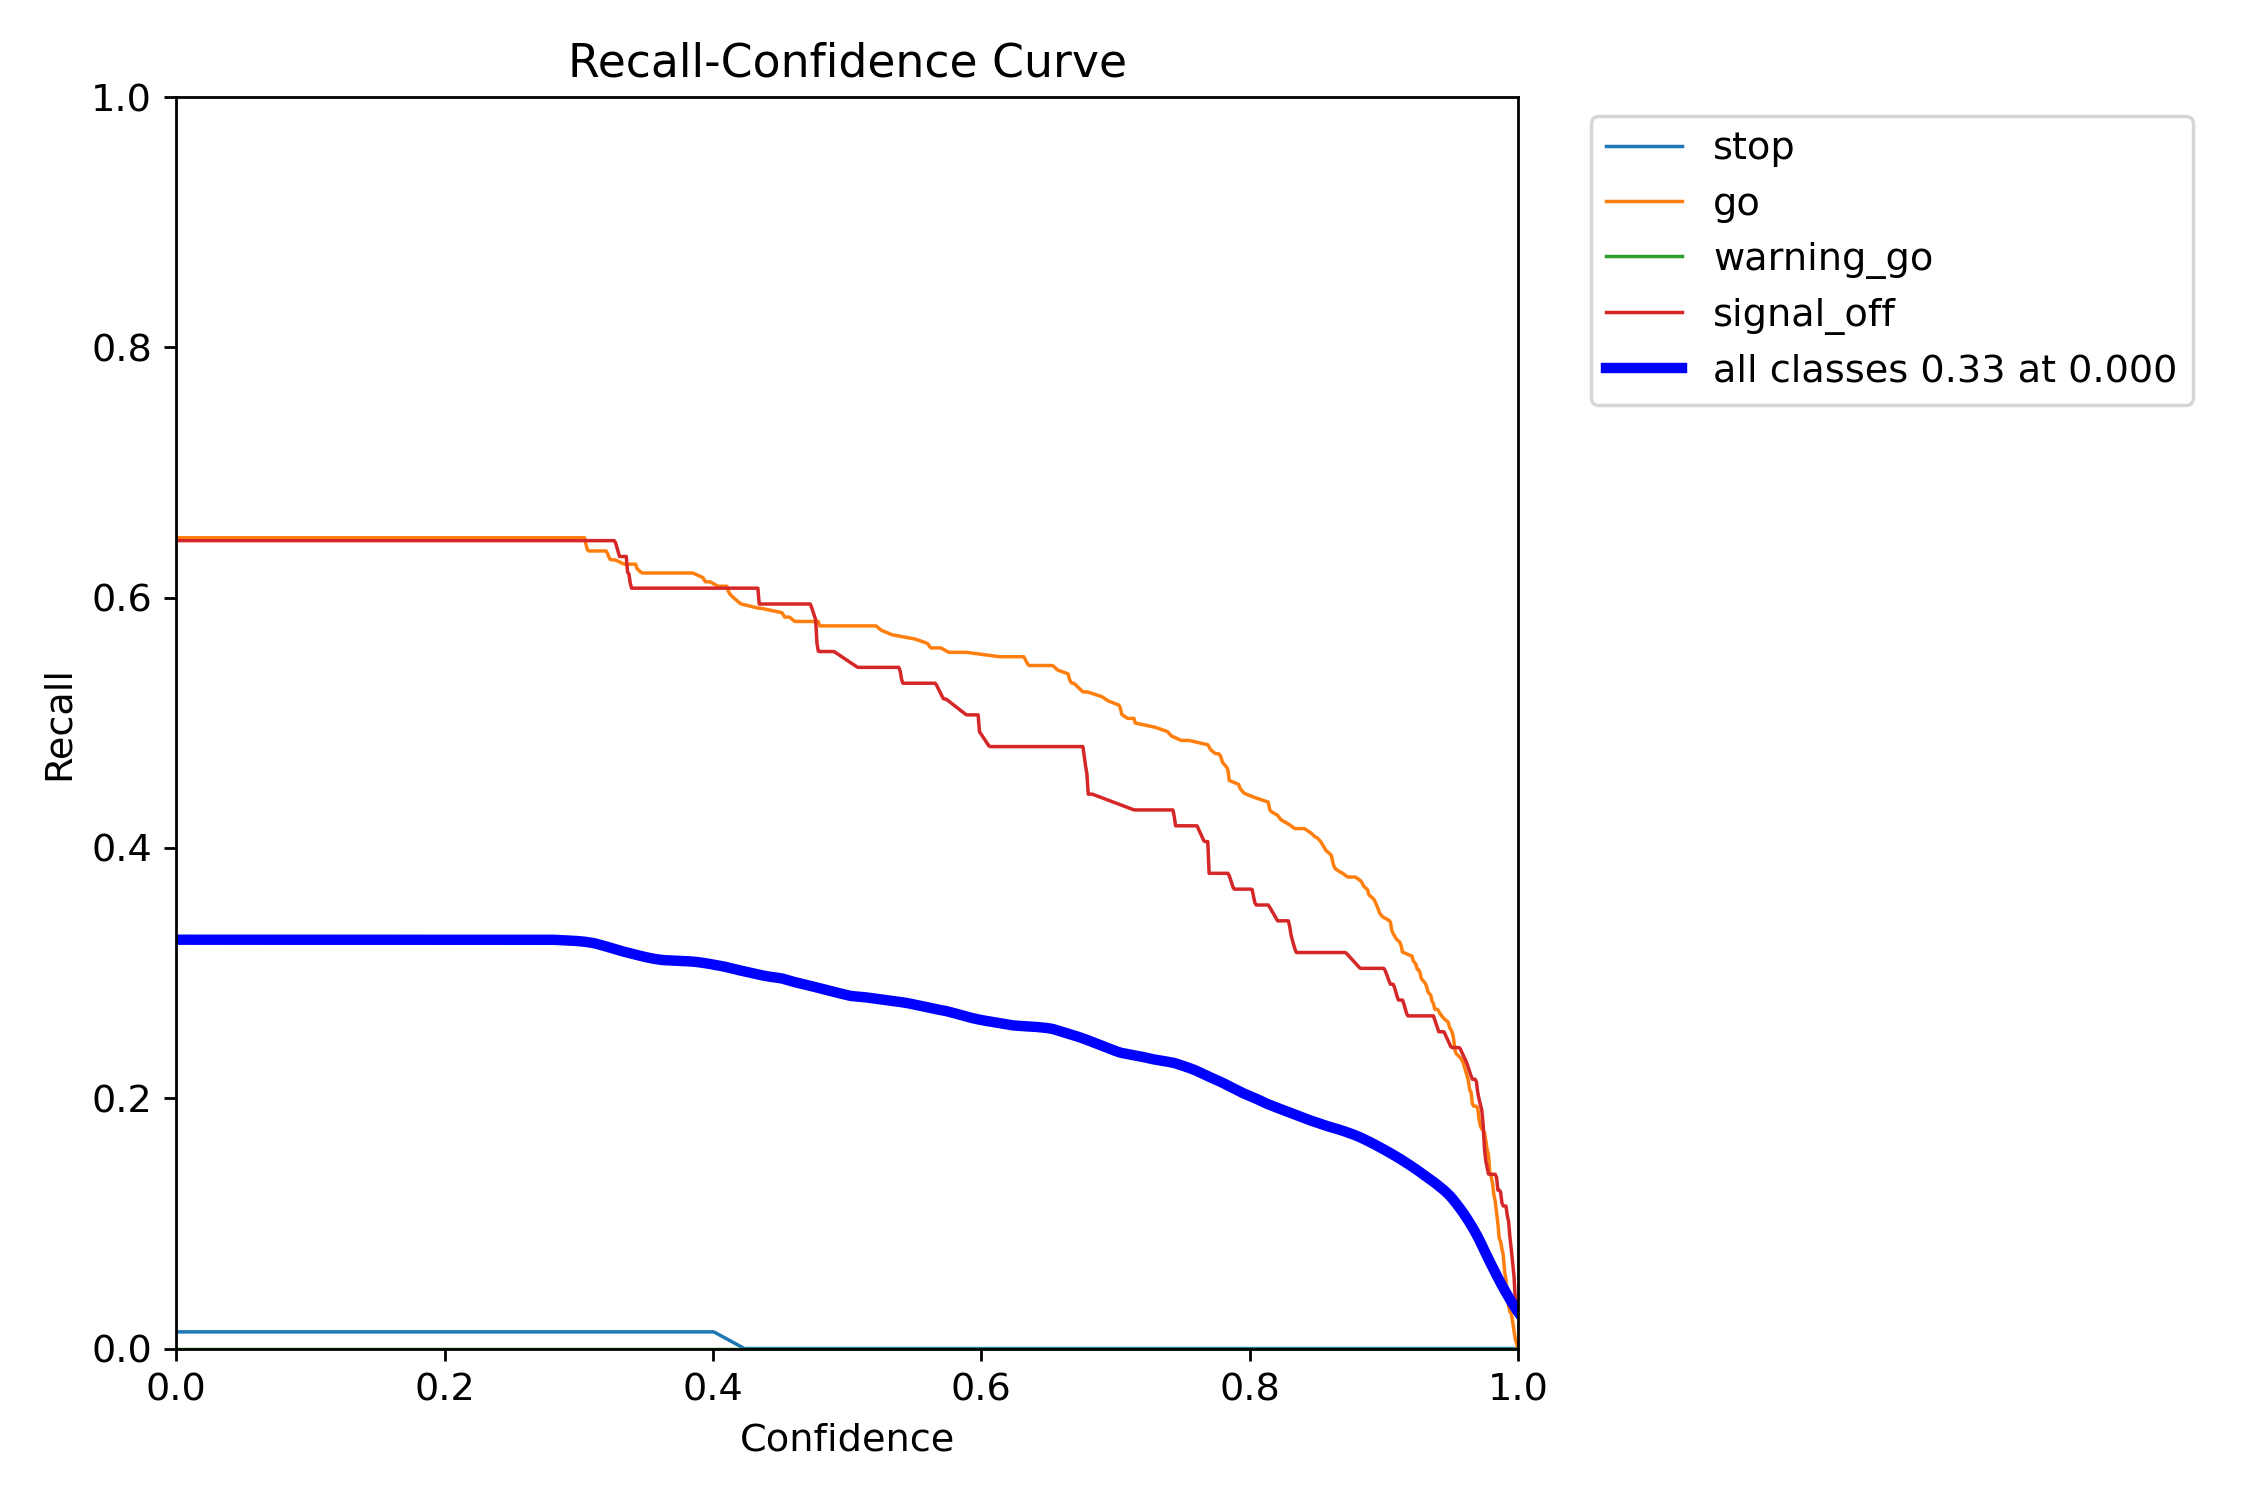 Recall-Confidence Curve
1.0
0.8
0.6
0.4
0.2
0.0
Recall
0.0 0.2 0.4 0.6 0.8 1.0
Confidence
stop
go
warning_go
signal_off
all classes 0.33 at 0.000